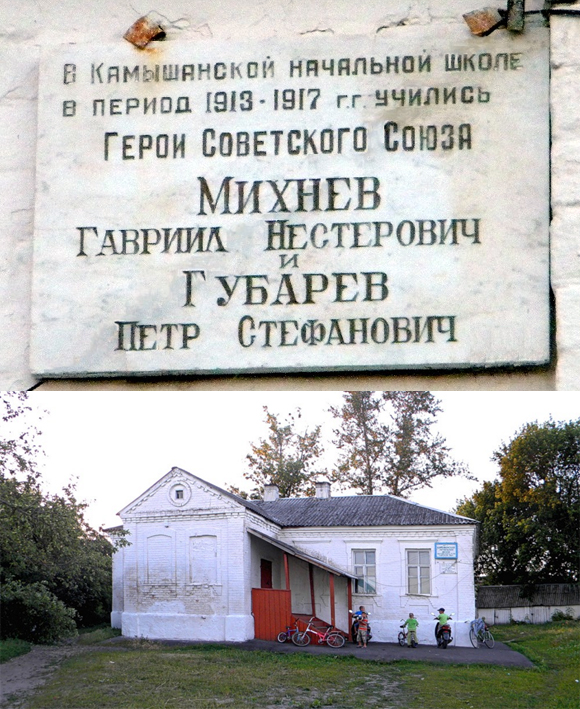 В Камышанской начальной школе
в период 1913-1917 г.г. учились
Герои Советского Союза
Михнев
Гавриил Нестерович
и
Губарев
Петр Стефанович